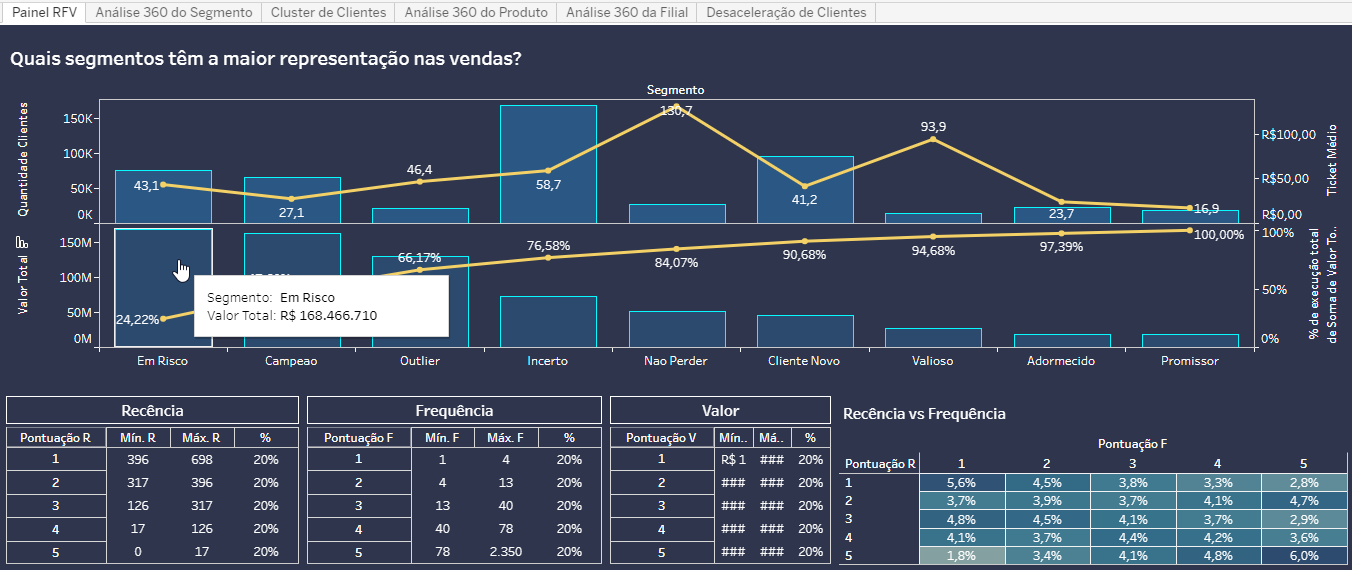 Painel RFV Análise 360 do Segmento Cluster de Clientes Análise 360 do Produto Análise 360 da Filial Desaceleração de Clientes
Quais segmentos têm a maior representação nas vendas?
Segmento
Quantidade Clientes
150K
100K
50K
0K
43,1 27,1 46,4 58,7 130,7 41,2 93,9 23,7 16,9
R$100,00
R$50,00
R$0,00
Ticket Médio
Valor Total
150M
100M
50M
0M
24,22% 66,17% 76,58% 84,07% 90,68% 94,68% 97,39% 100,00%
100%
50%
0%
% de execução total
de Soma de Valor To..
Segmento: Em Risco
Valor Total: R$ 168.466.710
Em Risco Campeao Outlier Incerto Nao Perder Cliente Novo Valioso Adormecido Promissor
Recência
Pontuação R Mín. R Máx. R %
1 396 698 20%
2 317 396 20%
3 126 317 20%
4 17 126 20%
5 0 17 20%
Frequência
Pontuação F Mín. F Máx. F %
1 1 4 20%
2 4 13 20%
3 13 40 20%
4 40 78 20%
5 78 2.350 20%
Valor
Pontuação V Mín.. Má.. %
1 R$ 1 ### 20%
2 ### ### 20%
3 ### ### 20%
4 ### ### 20%
5 ### ### 20%
Recência vs Frequência
Pontuação F
Pontuação R 1 2 3 4 5
1 5,6% 4,5% 3,8% 3,3% 2,8%
2 3,7% 3,9% 3,7% 4,1% 4,7%
3 4,8% 4,5% 4,1% 3,7% 2,9%
4 4,1% 3,7% 4,4% 4,2% 3,6%
5 1,8% 3,4% 4,1% 4,8% 6,0%